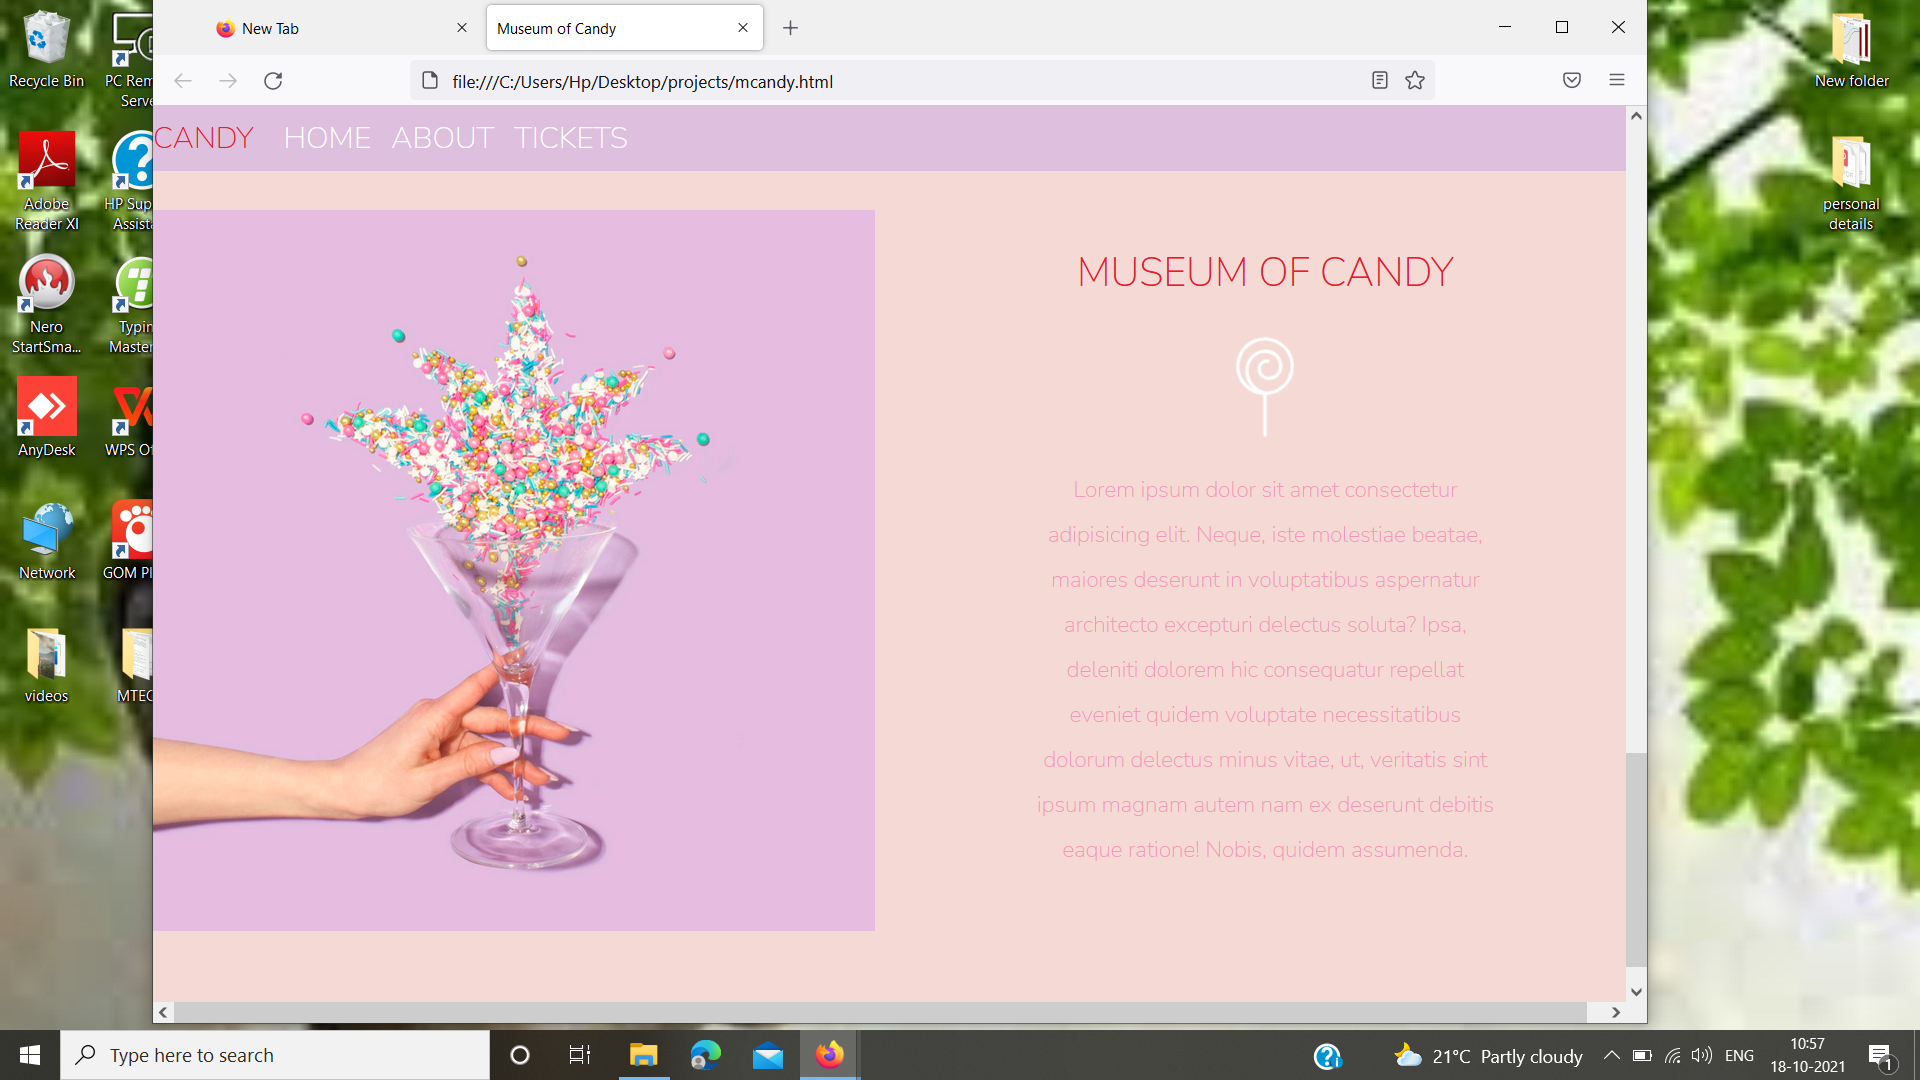 New Tab
Museum of Candy
file:///C:/Users/Hp/Desktop/projects/mcandy.html
CANDY HOME ABOUT TICKETS
MUSEUM OF CANDY
Lorem ipsum dolor sit amet consectetur
adipisicing elit. Neque, iste molestiae beatae,
maiores deserunt in voluptatibus aspernatur
architecto excepturi delectus soluta? Ipsa,
deleniti dolorem hic consequatur repellat
eveniet quidem voluptate necessitatibus
dolorum delectus minus vitae, ut, veritatis sint
ipsum magnam autem nam ex deserunt debitis
eaque ratione! Nobis, quidem assumenda.
Recycle Bin
PC Rem
Serve
Adobe
Reader XI
HP Sup
Assist
Nero
StartSma...
Typin
Master
AnyDesk
WPS O
Network
GOM Pl
videos
MTEC
New folder
personal
details
Type here to search
21°C Partly cloudy
ENG
10:57
18-10-2021
1